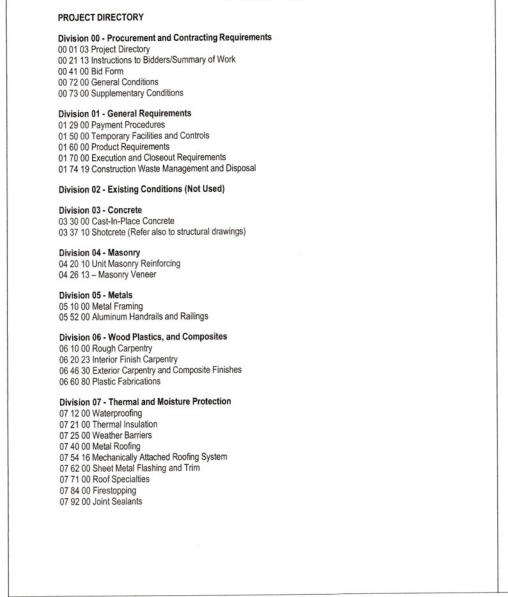 PROJECT DIRECTORY
Division 00 - Procurement and Contracting Requirements
00 01 03 Project Directory
00 21 13 Instructions to Bidders/Summary of Work
00 41 00 Bid Form
00 72 00 General Conditions
00 73 00 Supplementary Conditions
Division 01 - General Requirements
01 29 00 Payment Procedures
01 50 00 Temporary Facilities and Controls
01 60 00 Product Requirements
01 70 00 Execution and Closeout Requirements
01 74 19 Construction Waste Management and Disposal
Division 02 - Existing Conditions (Not Used)
Division 03 - Concrete
03 30 00 Cast-In-Place Concrete
03 37 10 Shotcrete (Refer also to structural drawings)
Division 04 - Masonry
04 20 10 Unit Masonry Reinforcing
04 26 13 – Masonry Veneer
Division 05 - Metals
05 10 00 Metal Framing
05 52 00 Aluminum Handrails and Railings
Division 06 - Wood Plastics, and Composites
06 10 00 Rough Carpentry
06 20 23 Interior Finish Carpentry
06 46 30 Exterior Carpentry and Composite Finishes
06 60 80 Plastic Fabrications
Division 07 - Thermal and Moisture Protection
07 12 00 Waterproofing
07 21 00 Thermal Insulation
07 25 00 Weather Barriers
07 40 00 Metal Roofing
07 54 16 Mechanically Attached Roofing System
07 62 00 Sheet Metal Flashing and Trim
07 71 00 Roof Specialties
07 84 00 Firestopping
07 92 00 Joint Sealants